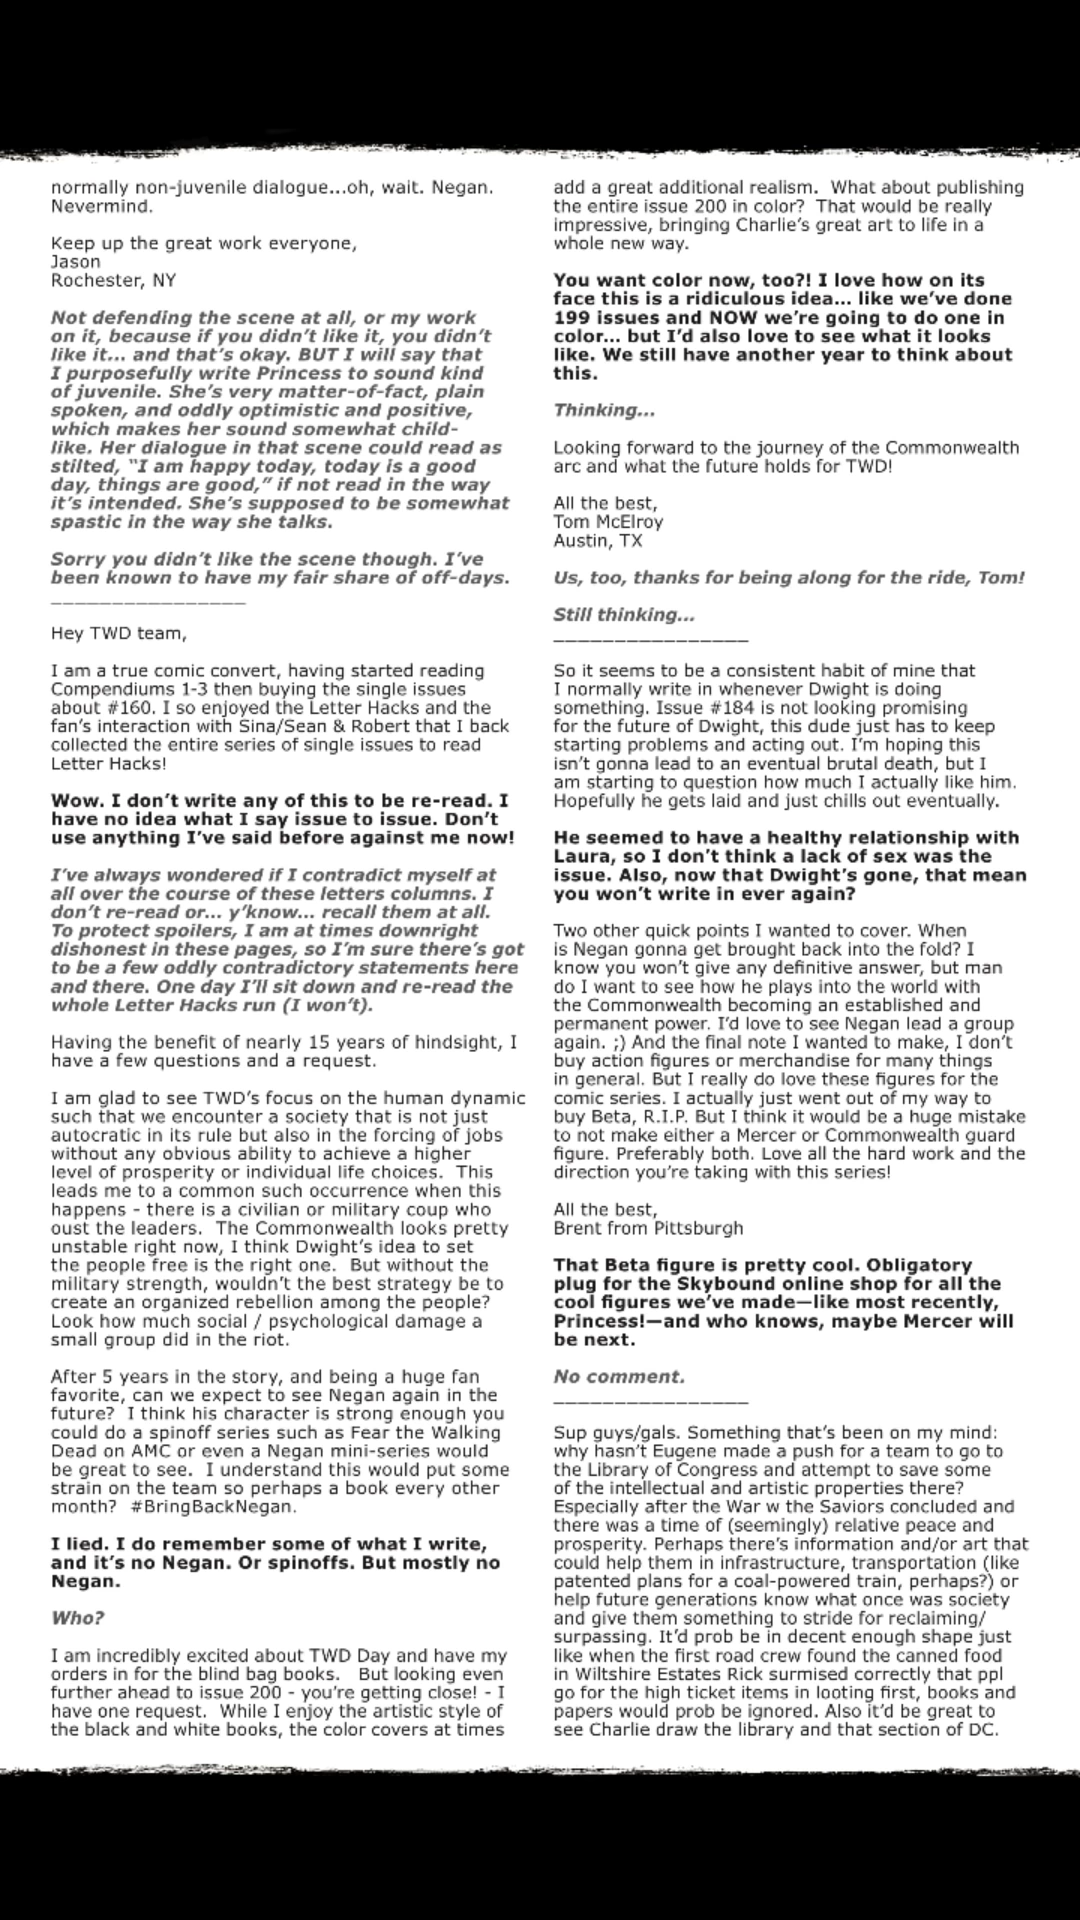 normally non-juvenile dialogue...oh, wait. Negan.
Nevermind.
Keep up the great work everyone,
Jason
Rochester, NY
Not defending the scene at all, or my work
on it, because if you didn’t like it, you didn’t
like it... and that’s okay. BUT I will say that
I purposefully write Princess to sound kind
of juvenile. She’s very matter-of-fact, plain
spoken, and oddly optimistic and positive,
which makes her sound somewhat child-
like. Her dialogue in that scene could read as
stilted, “I am happy today, today is a good
day, things are good,” if not read in the way
it’s intended. She’s supposed to be somewhat
spastic in the way she talks.
Sorry you didn’t like the scene though. I’ve
been known to have my fair share of off-days.
________________
Hey TWD team,
I am a true comic convert, having started reading
Compendiums 1-3 then buying the single issues
about #160. I so enjoyed the Letter Hacks and the
fan’s interaction with Sina/Sean & Robert that I back
collected the entire series of single issues to read
Letter Hacks!
Wow. I don’t write any of this to be re-read. I
have no idea what I say issue to issue. Don’t
use anything I’ve said before against me now!
I’ve always wondered if I contradict myself at
all over the course of these letters columns. I
don’t re-read or... y’know... recall them at all.
To protect spoilers, I am at times downright
dishonest in these pages, so I’m sure there’s got
to be a few oddly contradictory statements here
and there. One day I’ll sit down and re-read the
whole Letter Hacks run (I won’t).
Having the benefit of nearly 15 years of hindsight, I
have a few questions and a request.
I am glad to see TWD’s focus on the human dynamic
such that we encounter a society that is not just
autocratic in its rule but also in the forcing of jobs
without any obvious ability to achieve a higher
level of prosperity or individual life choices. This
leads me to a common such occurrence when this
happens - there is a civilian or military coup who
oust the leaders. The Commonwealth looks pretty
unstable right now, I think Dwight’s idea to set
the people free is the right one. But without the
military strength, wouldn’t the best strategy be to
create an organized rebellion among the people?
Look how much social / psychological damage a
small group did in the riot.
After 5 years in the story, and being a huge fan
favorite, can we expect to see Negan again in the
future? I think his character is strong enough you
could do a spinoff series such as Fear the Walking
Dead on AMC or even a Negan mini-series would
be great to see. I understand this would put some
strain on the team so perhaps a book every other
month? #BringBackNegan.
I lied. I do remember some of what I write,
and it’s no Negan. Or spinoffs. But mostly no
Negan.
Who?
I am incredibly excited about TWD Day and have my
orders in for the blind bag books. But looking even
further ahead to issue 200 - you’re getting close! - I
have one request. While I enjoy the artistic style of
the black and white books, the color covers at times
add a great additional realism. What about publishing
the entire issue 200 in color? That would be really
impressive, bringing Charlie’s great art to life in a
whole new way.
You want color now, too?! I love how on its
face this is a ridiculous idea... like we’ve done
199 issues and NOW we’re going to do one in
color... but I’d also love to see what it looks
like. We still have another year to think about
this.
Thinking...
Looking forward to the journey of the Commonwealth
arc and what the future holds for TWD!
All the best,
Tom McElroy
Austin, TX
Us, too, thanks for being along for the ride, Tom!
Still thinking...
________________
So it seems to be a consistent habit of mine that
I normally write in whenever Dwight is doing
something. Issue #184 is not looking promising
for the future of Dwight, this dude just has to keep
starting problems and acting out. I’m hoping this
isn’t gonna lead to an eventual brutal death, but I
am starting to question how much I actually like him.
Hopefully he gets laid and just chills out eventually.
He seemed to have a healthy relationship with
Laura, so I don’t think a lack of sex was the
issue. Also, now that Dwight’s gone, that mean
you won’t write in ever again?
Two other quick points I wanted to cover. When
is Negan gonna get brought back into the fold? I
know you won’t give any definitive answer, but man
do I want to see how he plays into the world with
the Commonwealth becoming an established and
permanent power. I’d love to see Negan lead a group
again. ;) And the final note I wanted to make, I don’t
buy action figures or merchandise for many things
in general. But I really do love these figures for the
comic series. I actually just went out of my way to
buy Beta, R.I.P. But I think it would be a huge mistake
to not make either a Mercer or Commonwealth guard
figure. Preferably both. Love all the hard work and the
direction you’re taking with this series!
All the best,
Brent from Pittsburgh
That Beta figure is pretty cool. Obligatory
plug for the Skybound online shop for all the
cool figures we’ve made—like most recently,
Princess!—and who knows, maybe Mercer will
be next.
No comment.
________________
Sup guys/gals. Something that’s been on my mind:
why hasn’t Eugene made a push for a team to go to
the Library of Congress and attempt to save some
of the intellectual and artistic properties there?
Especially after the War w the Saviors concluded and
there was a time of (seemingly) relative peace and
prosperity. Perhaps there’s information and/or art that
could help them in infrastructure, transportation (like
patented plans for a coal-powered train, perhaps?) or
help future generations know what once was society
and give them something to stride for reclaiming/
surpassing. It’d prob be in decent enough shape just
like when the first road crew found the canned food
in Wiltshire Estates Rick surmised correctly that ppl
go for the high ticket items in looting first, books and
papers would prob be ignored. Also it’d be great to
see Charlie draw the library and that section of DC.